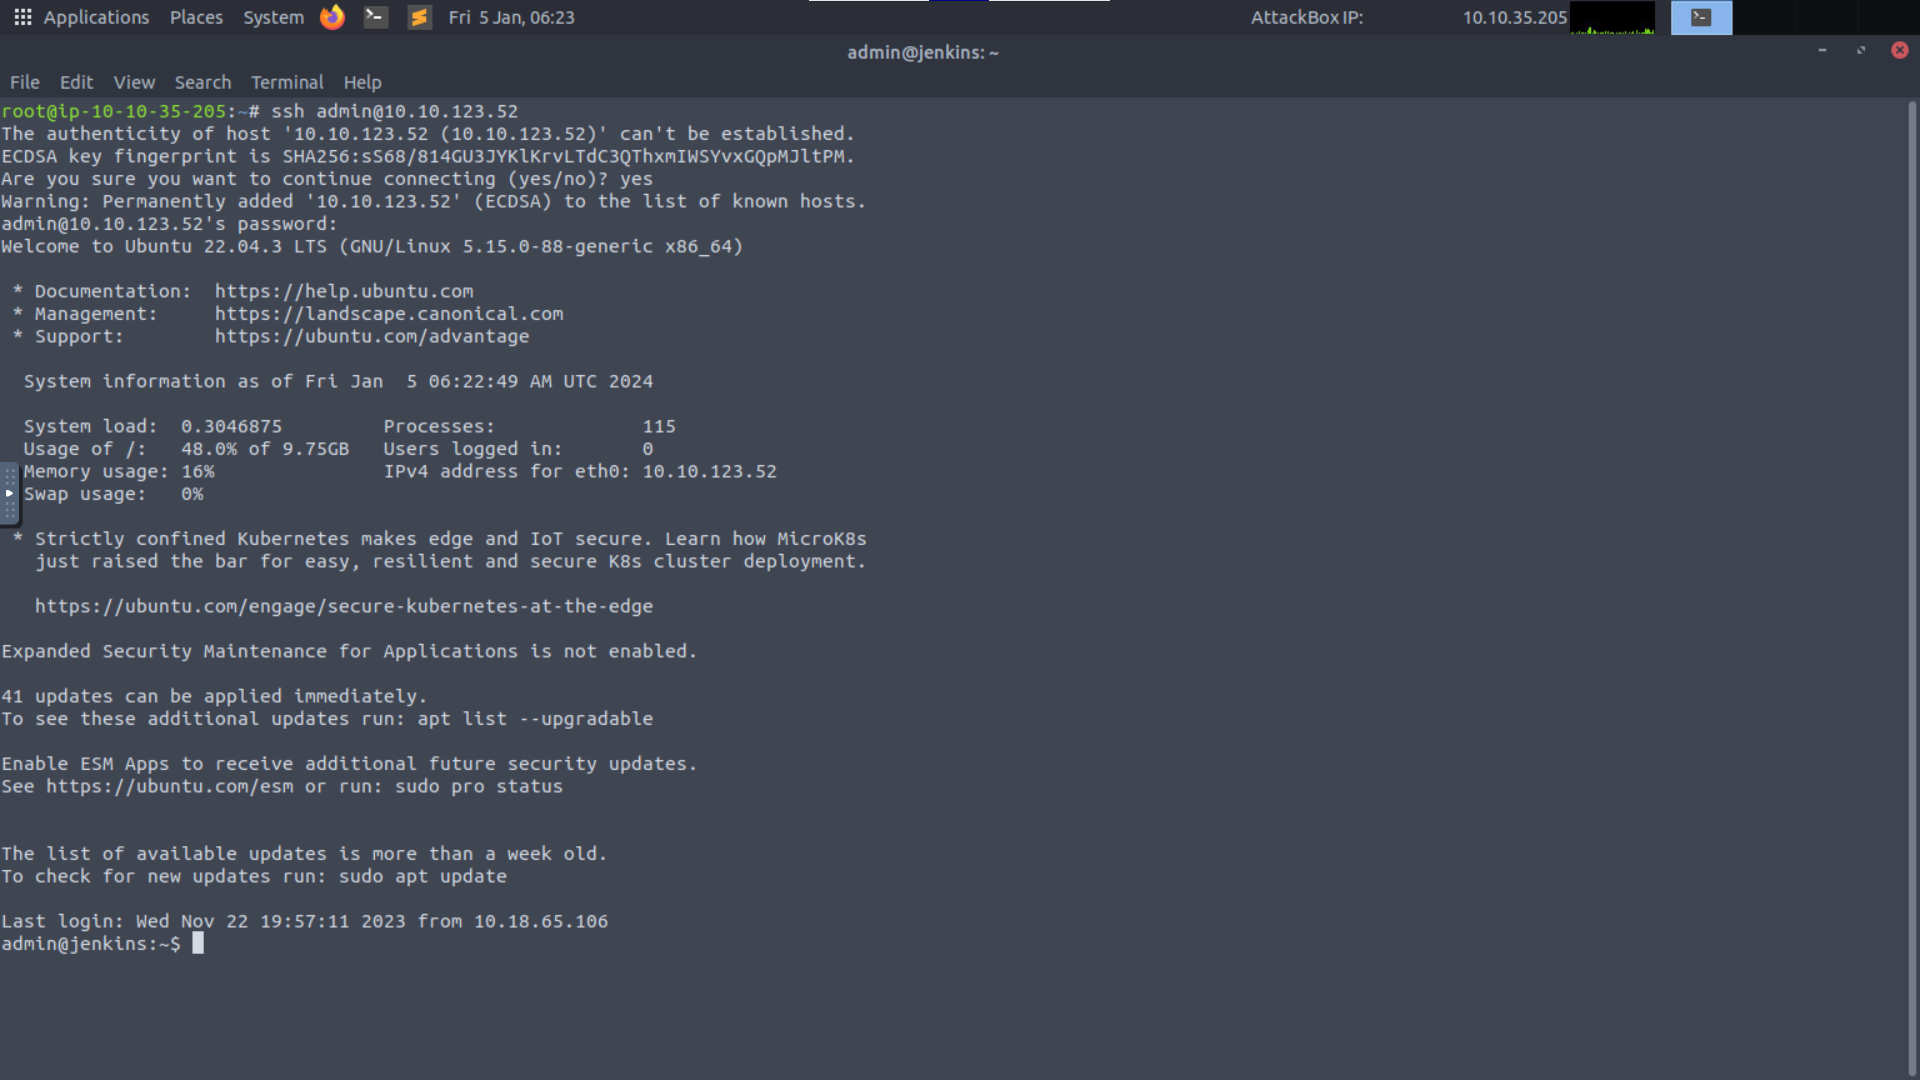 Applications Places System Fri 5 Jan, 06:23 AttackBox IP: 10.10.35.205
admin@jenkins: ~
File Edit View Search Terminal Help
root@ip-10-10-35-205:~# ssh admin@10.10.123.52
The authenticity of host '10.10.123.52 (10.10.123.52)' can't be established.
ECDSA key fingerprint is SHA256:sS68/814GU3JYKlKrvLTdC3QThxmIWSYvxGQpMJltPM.
Are you sure you want to continue connecting (yes/no)? yes
Warning: Permanently added '10.10.123.52' (ECDSA) to the list of known hosts.
admin@10.10.123.52's password:
Welcome to Ubuntu 22.04.3 LTS (GNU/Linux 5.15.0-88-generic x86_64)
* Documentation: https://help.ubuntu.com
* Management: https://landscape.canonical.com
* Support: https://ubuntu.com/advantage
System information as of Fri Jan 5 06:22:49 AM UTC 2024
System load: 0.3046875 Processes: 115
Usage of /: 48.0% of 9.75GB Users logged in: 0
Memory usage: 16% IPv4 address for eth0: 10.10.123.52
Swap usage: 0%
* Strictly confined Kubernetes makes edge and IoT secure. Learn how MicroK8s
just raised the bar for easy, resilient and secure K8s cluster deployment.
https://ubuntu.com/engage/secure-kubernetes-at-the-edge
Expanded Security Maintenance for Applications is not enabled.
41 updates can be applied immediately.
To see these additional updates run: apt list --upgradable
Enable ESM Apps to receive additional future security updates.
See https://ubuntu.com/esm or run: sudo pro status
The list of available updates is more than a week old.
To check for new updates run: sudo apt update
Last login: Wed Nov 22 19:57:11 2023 from 10.18.65.106
admin@jenkins:~$